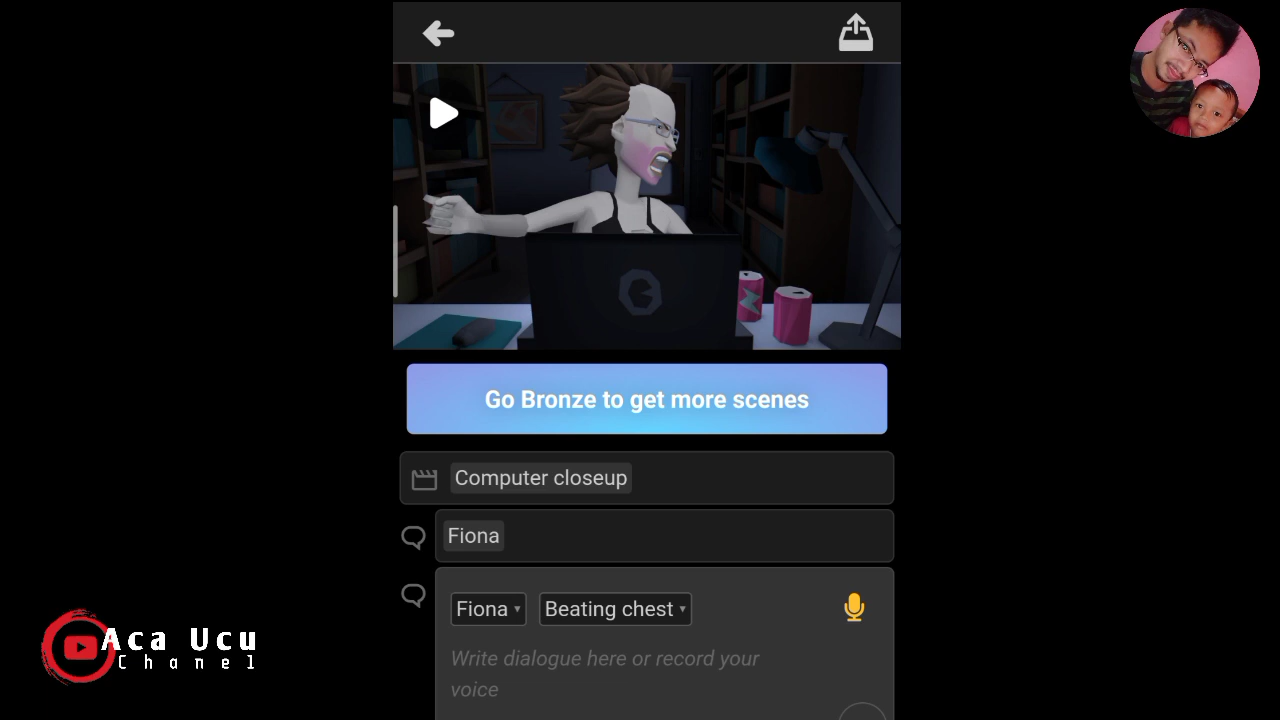 Go Bronze to get more scenes
Computer closeup
Fiona
Fiona Beating chest
Write dialogue here or record your
voice
Aca Ucu
Chanel